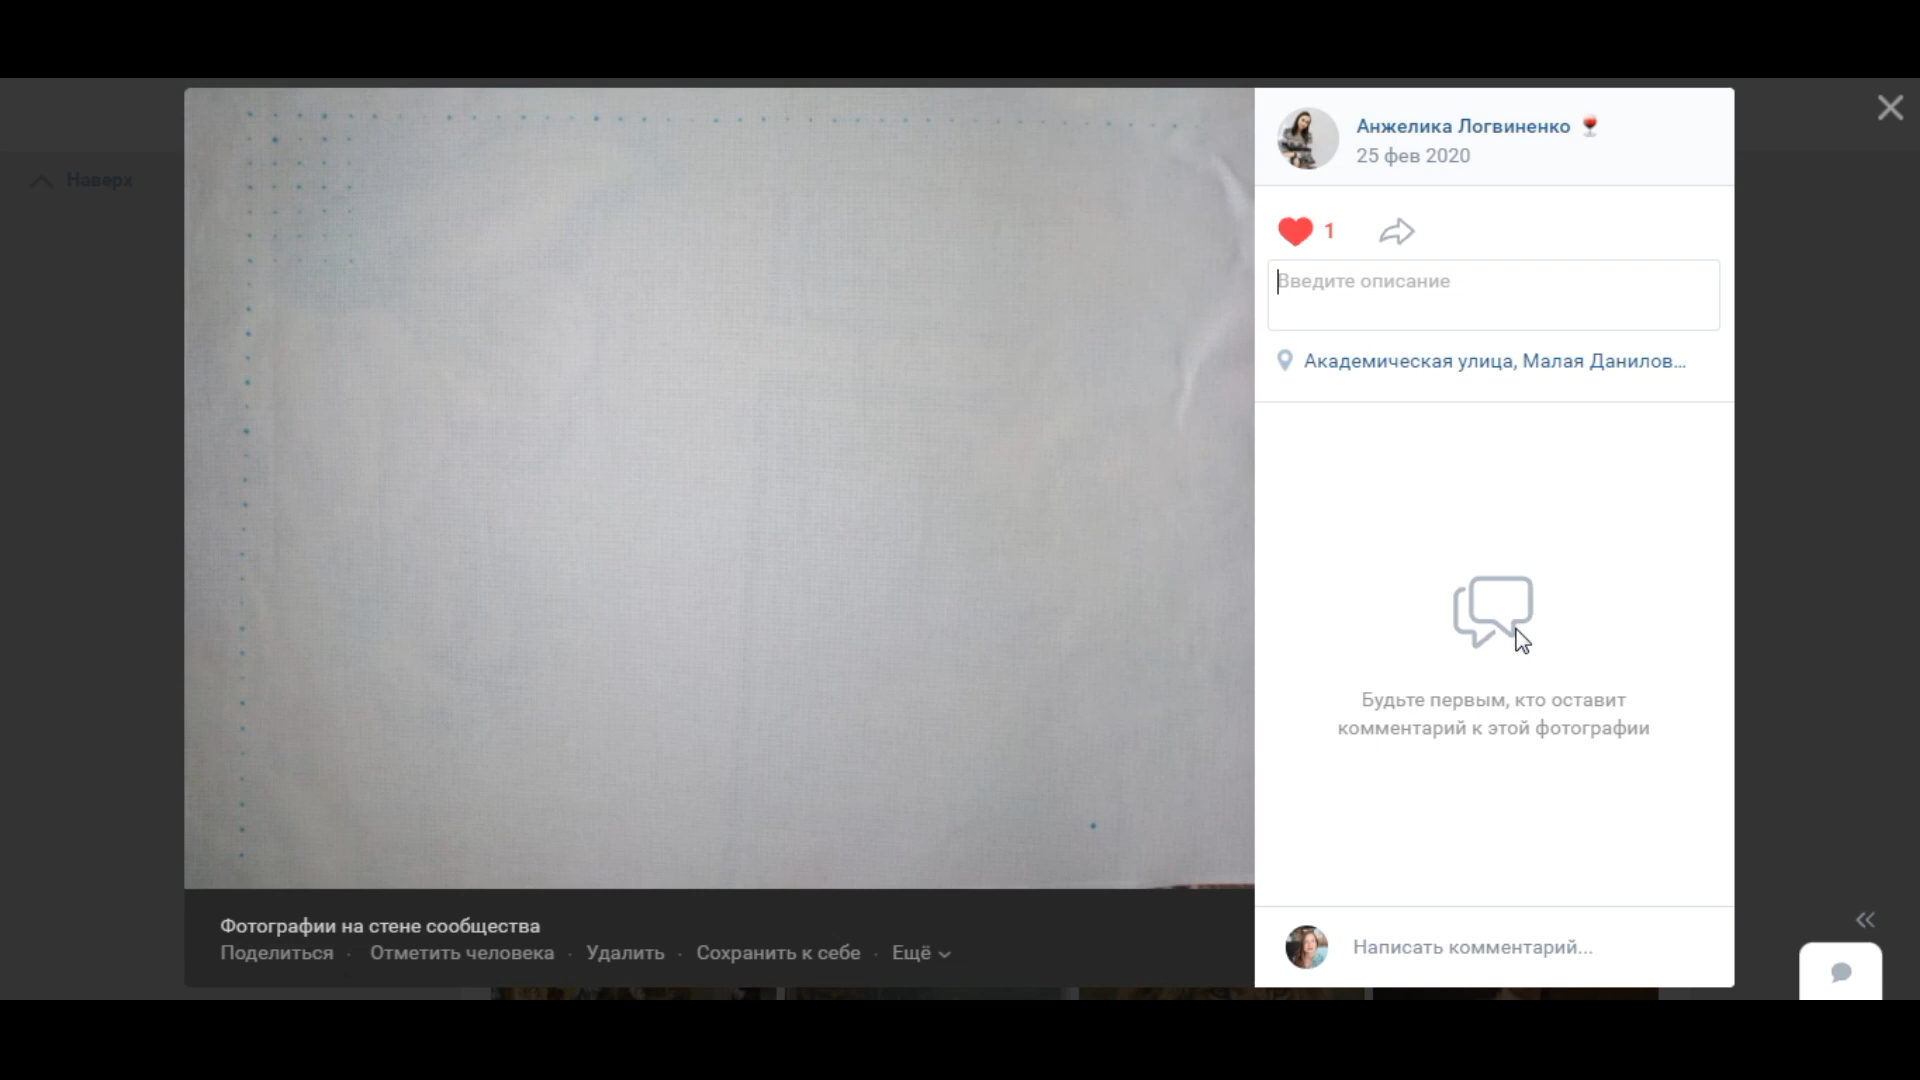 Наверх
Анжелика Логвиненко
25 фев 2020
1
Введите описание
Академическая улица, Малая Данилов...
Будьте первым, кто оставит
комментарий к этой фотографии
Фотографии на стене сообщества
Поделиться · Отметить человека · Удалить · Сохранить к себе · Ещё
Написать комментарий...